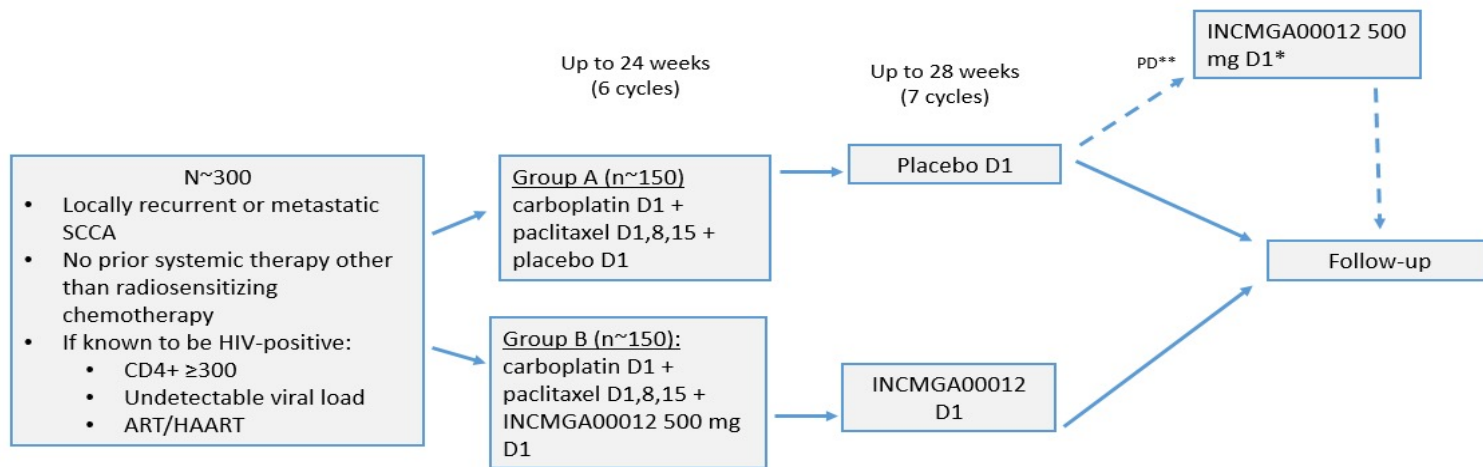 N~300
• Locally recurrent or metastatic
SCCA
• No prior systemic therapy other
than radiosensitizing
chemotherapy
• If known to be HIV-positive:
• CD4+ ≥300
• Undetectable viral load
• ART/HAART
Up to 24 weeks
(6 cycles)
Group A (n~150)
carboplatin D1 +
paclitaxel D1,8,15 +
placebo D1
Group B (n~150):
carboplatin D1 +
paclitaxel D1,8,15 +
INCMGA00012 500 mg
D1
Up to 28 weeks
(7 cycles)
Placebo D1
INCMGA00012
D1
PD**
INCMGA00012 500
mg D1*
Follow-up